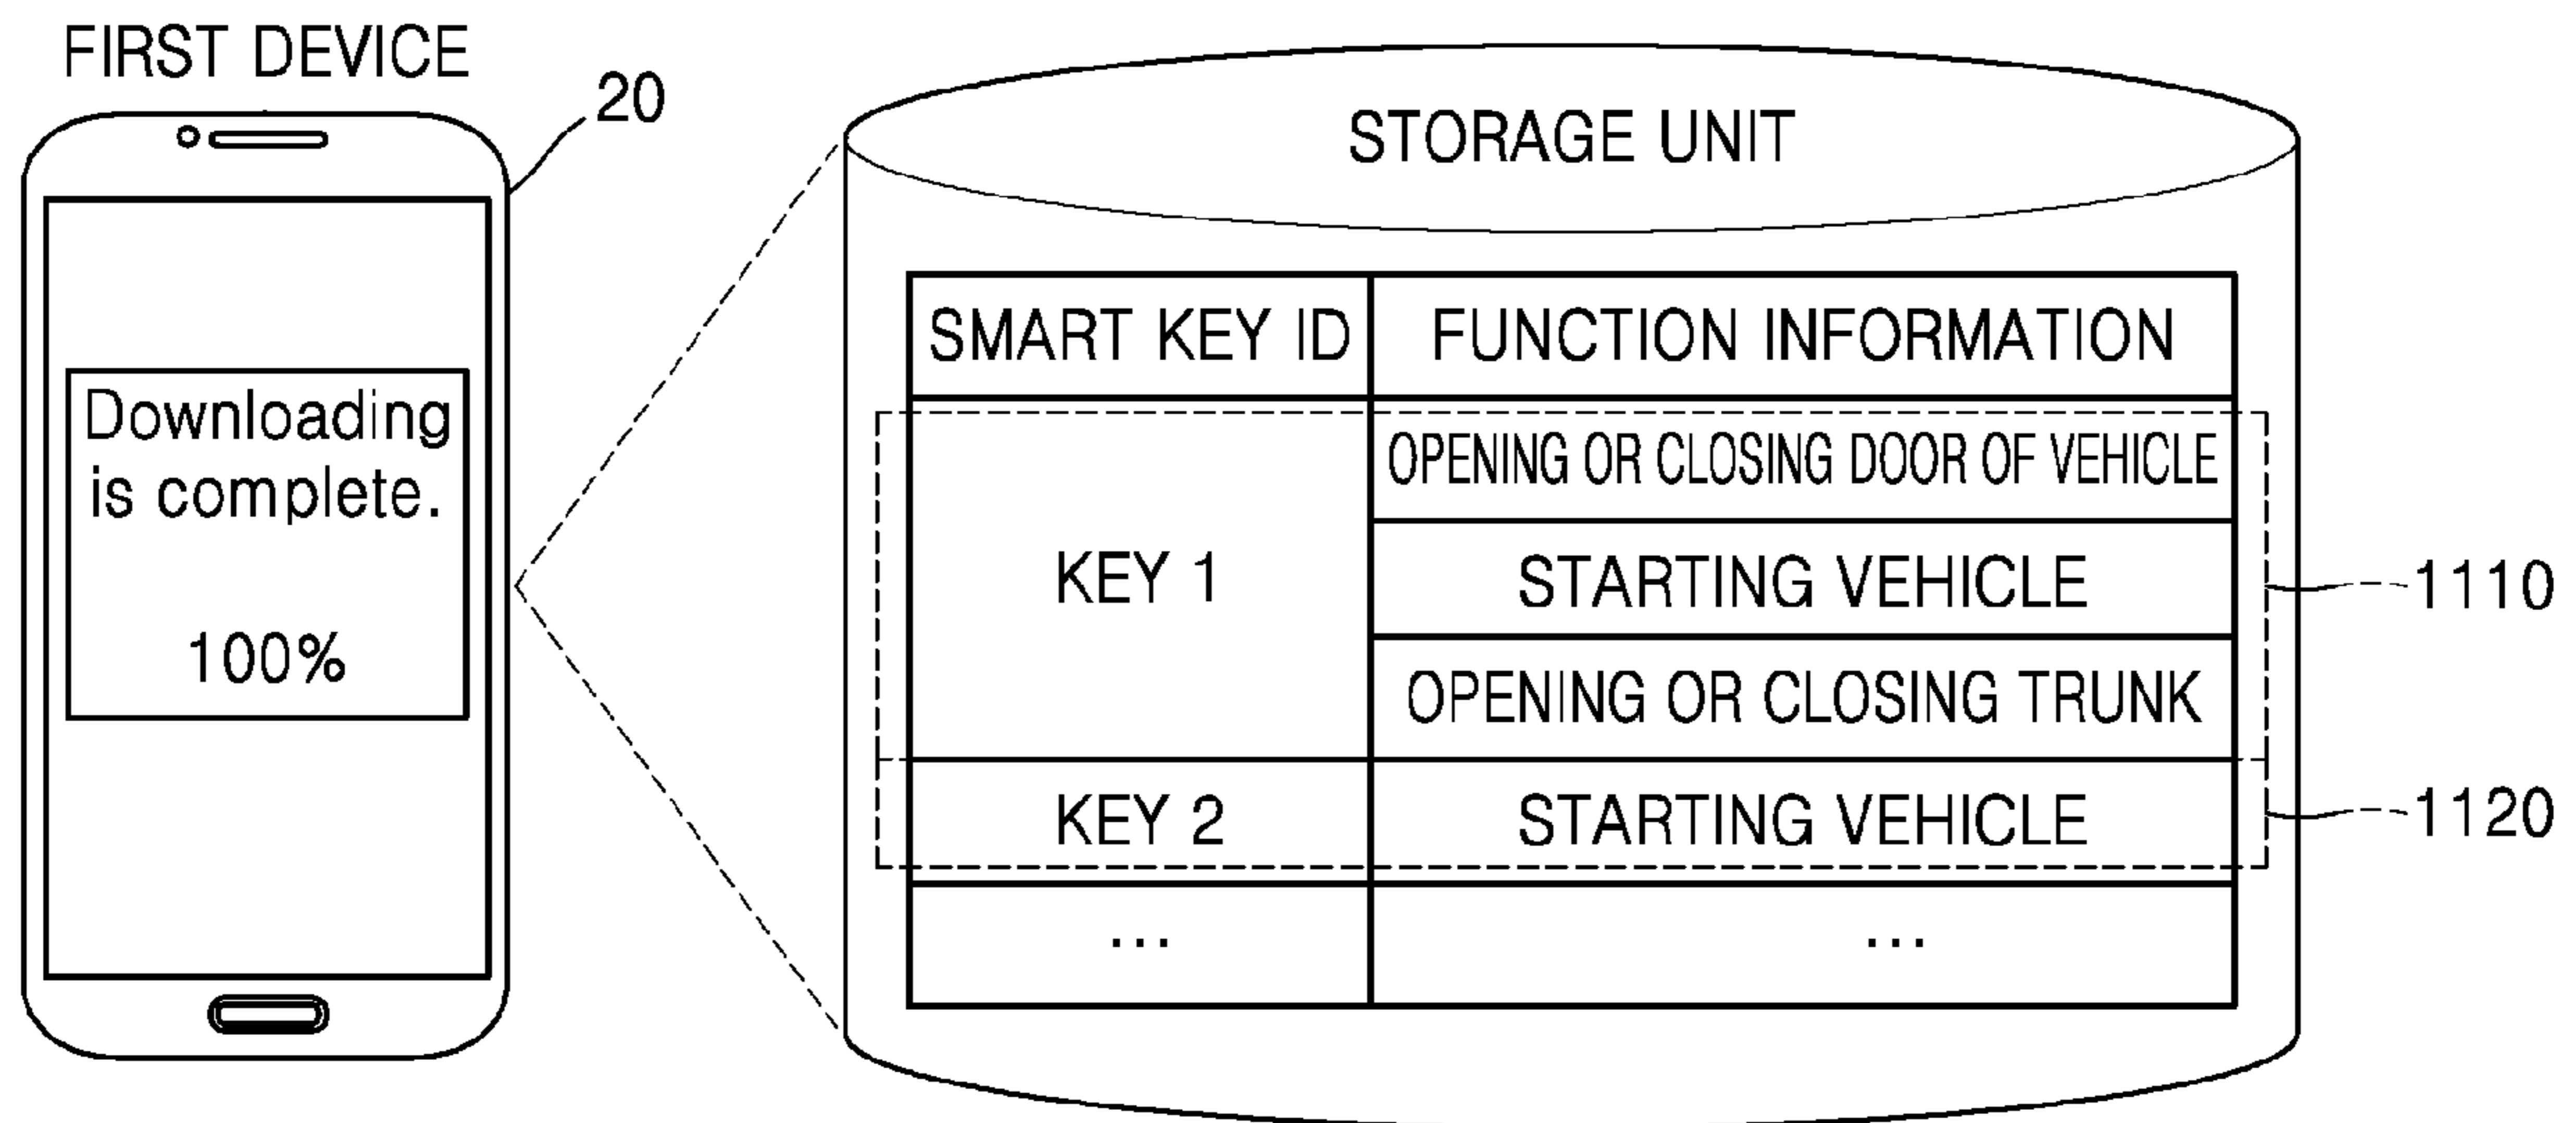 FIRST DEVICE
20
Downloading
is complete.
100%
STORAGE UNIT
SMART KEY ID
FUNCTION INFORMATION
KEY 1
OPENING OR CLOSING DOOR OF VEHICLE
STARTING VEHICLE
OPENING OR CLOSING TRUNK
1110
KEY 2
STARTING VEHICLE
1120
...
...